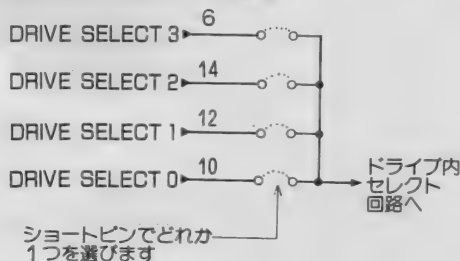 DRIVE SELECT 3 6
DRIVE SELECT 2 14
DRIVE SELECT 1 12
DRIVE SELECT 0 10
ドライブ内
セレクト
回路へ
ショートピンでどれか
1つを選びます